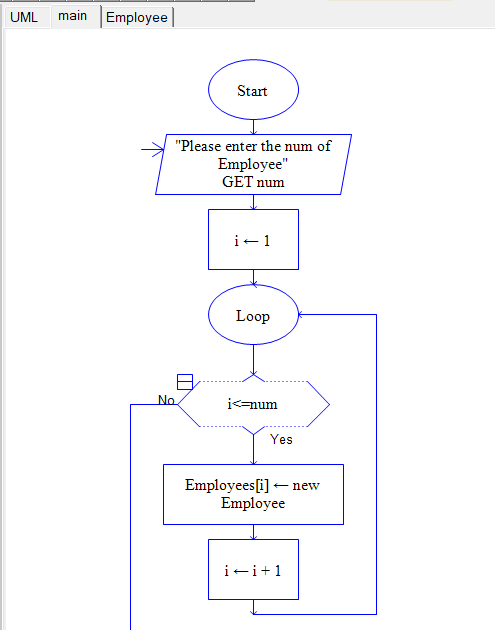 UML main Employee
Start
"Please enter the num of
Employee"
GET num
i ← 1
Loop
i<=num
No
Yes
Employees[i] ← new
Employee
i ← i + 1